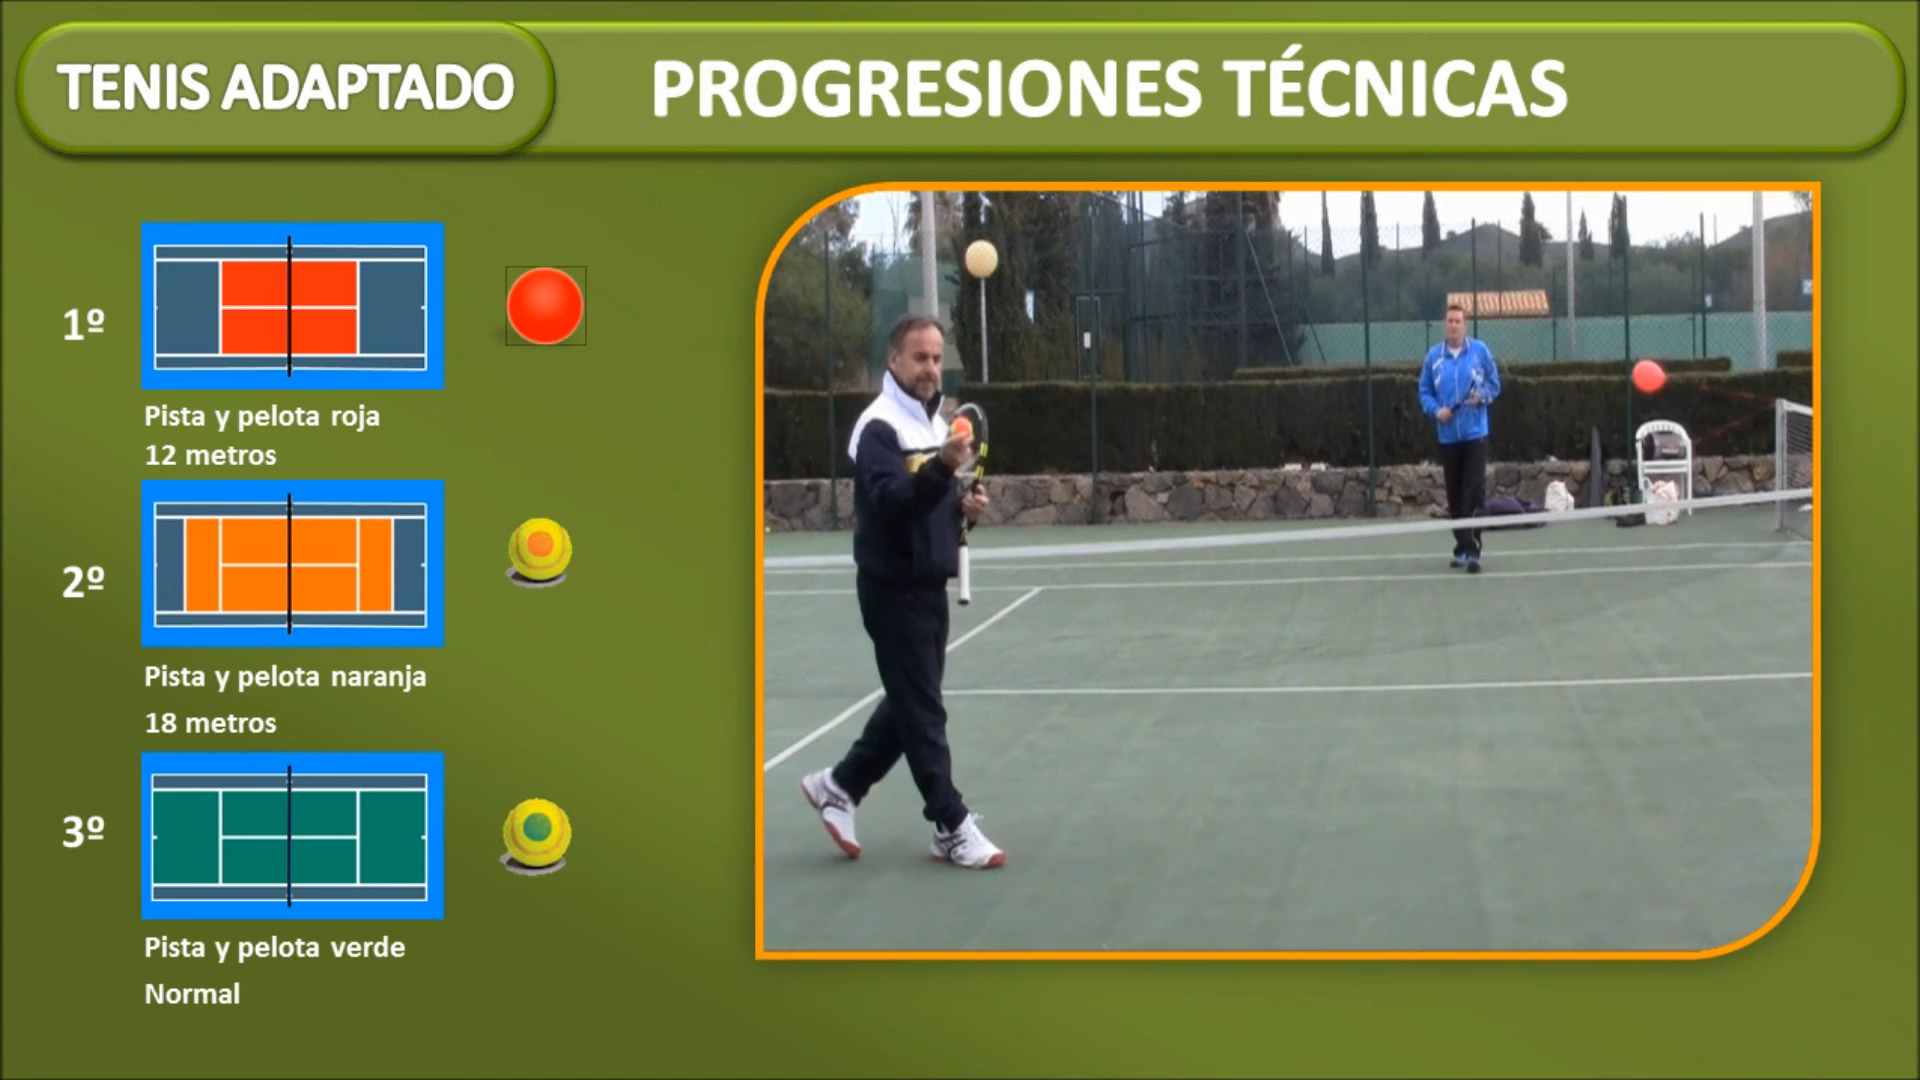 TENIS ADAPTADO
PROGRESIONES TÉCNICAS
1º
Pista y pelota roja
12 metros
2º
Pista y pelota naranja
18 metros
3º
Pista y pelota verde
Normal